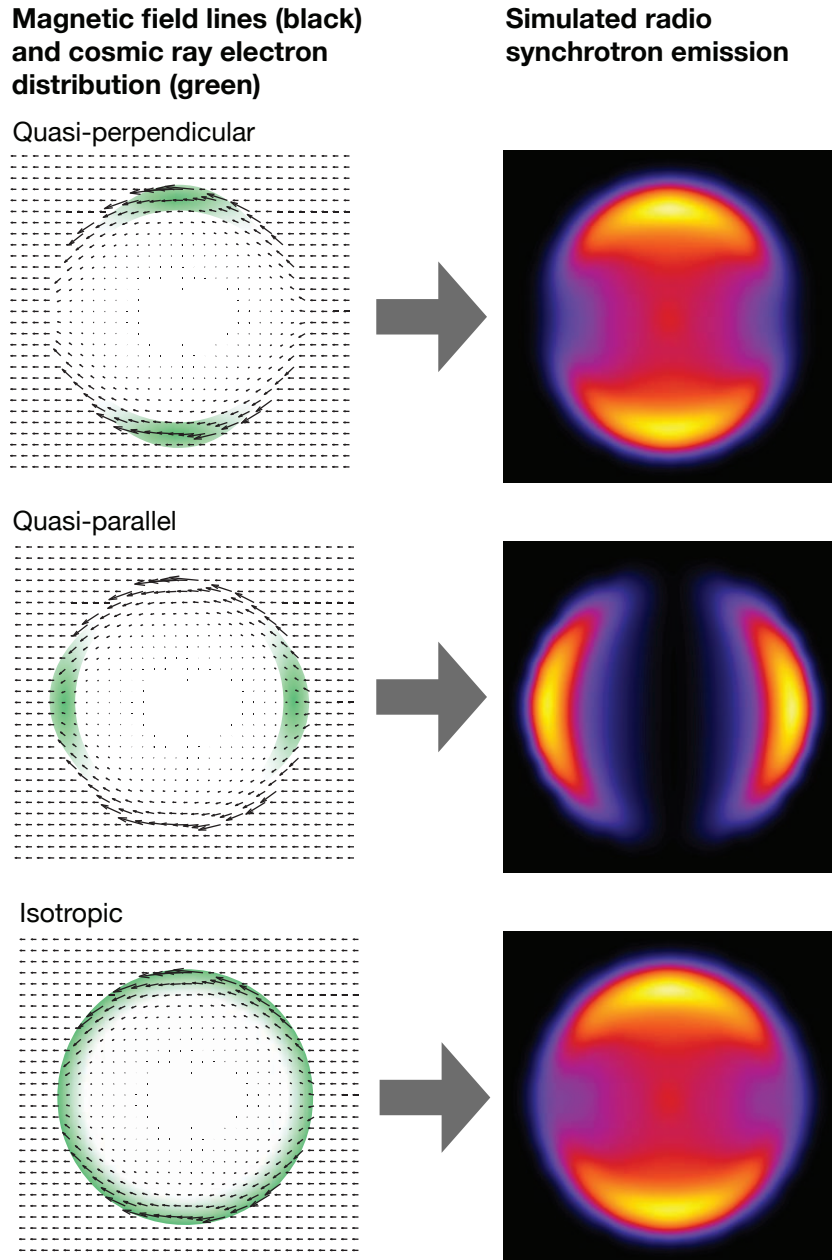 Magnetic field lines (black)
and cosmic ray electron
distribution (green)
Simulated radio
synchrotron emission
Quasi-perpendicular
Quasi-parallel
Isotropic